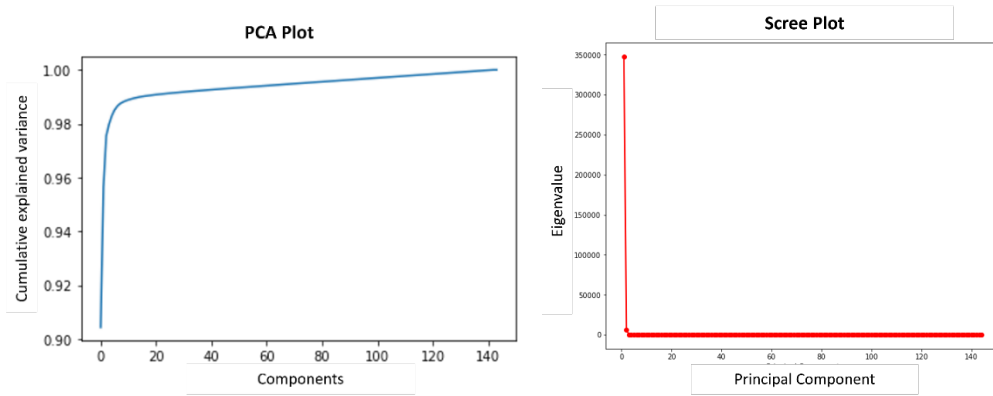 PCA Plot
Cumulative explained variance
1.00
0.98
0.96
0.94
0.92
0.90
0 20 40 60 80 100 120 140
Components
Scree Plot
Eigenvalue
350000
300000
250000
200000
150000
100000
50000
0
0 20 40 60 80 100 120 140
Principal Component